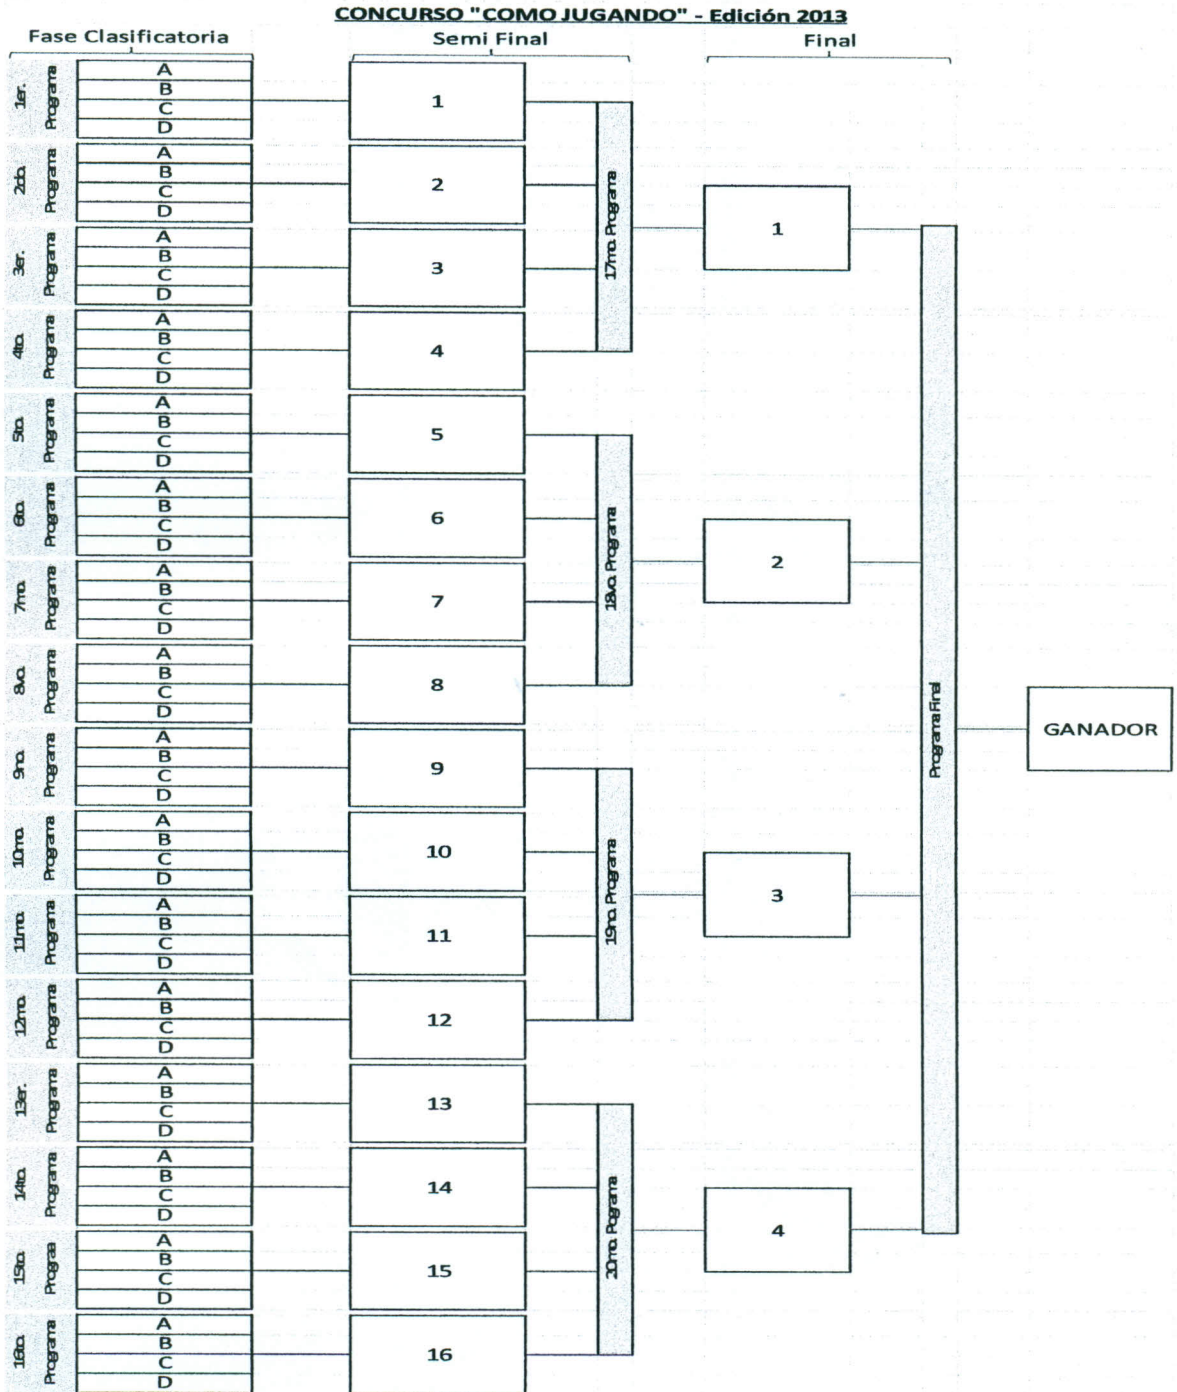 CONCURSO "COMO JUGANDO" - Edición 2013
Fase Clasificatoria
Semi Final
Final
1er.
Programa
A
B
C
D
1
2do.
Programa
A
B
C
D
2
3er.
Programa
A
B
C
D
3
4to.
Programa
A
B
C
D
4
17mo. Programa
1
5to.
Programa
A
B
C
D
5
6to.
Programa
A
B
C
D
6
7mo.
Programa
A
B
C
D
7
8vo.
Programa
A
B
C
D
8
18vo. Programa
2
9no.
Programa
A
B
C
D
9
10mo.
Programa
A
B
C
D
10
11mo.
Programa
A
B
C
D
11
12mo.
Programa
A
B
C
D
12
19no. Programa
3
13er.
Programa
A
B
C
D
13
14to.
Programa
A
B
C
D
14
15to.
Prograa
A
B
C
D
15
16to.
Programa
A
B
C
D
16
20mo. Pograma
4
Programa Final
GANADOR